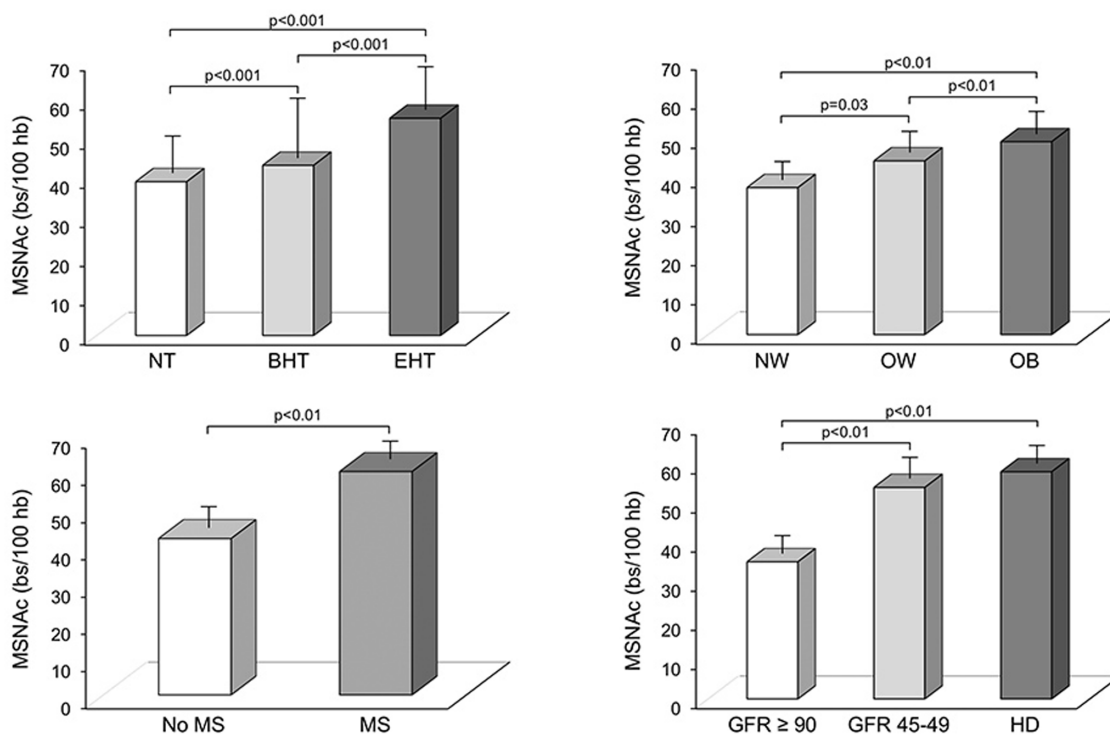 p<0.001
p<0.001
p<0.001
70
60
50
40
30
20
10
0
MSNAc (bs/100 hb)
NT BHT EHT
p<0.01
p<0.01
p=0.03
70
60
50
40
30
20
10
0
MSNAc (bs/100 hb)
NW OW OB
p<0.01
70
60
50
40
30
20
10
0
MSNAc (bs/100 hb)
No MS MS
p<0.01
p<0.01
70
60
50
40
30
20
10
0
MSNAc (bs/100 hb)
GFR ≥ 90 GFR 45-49 HD